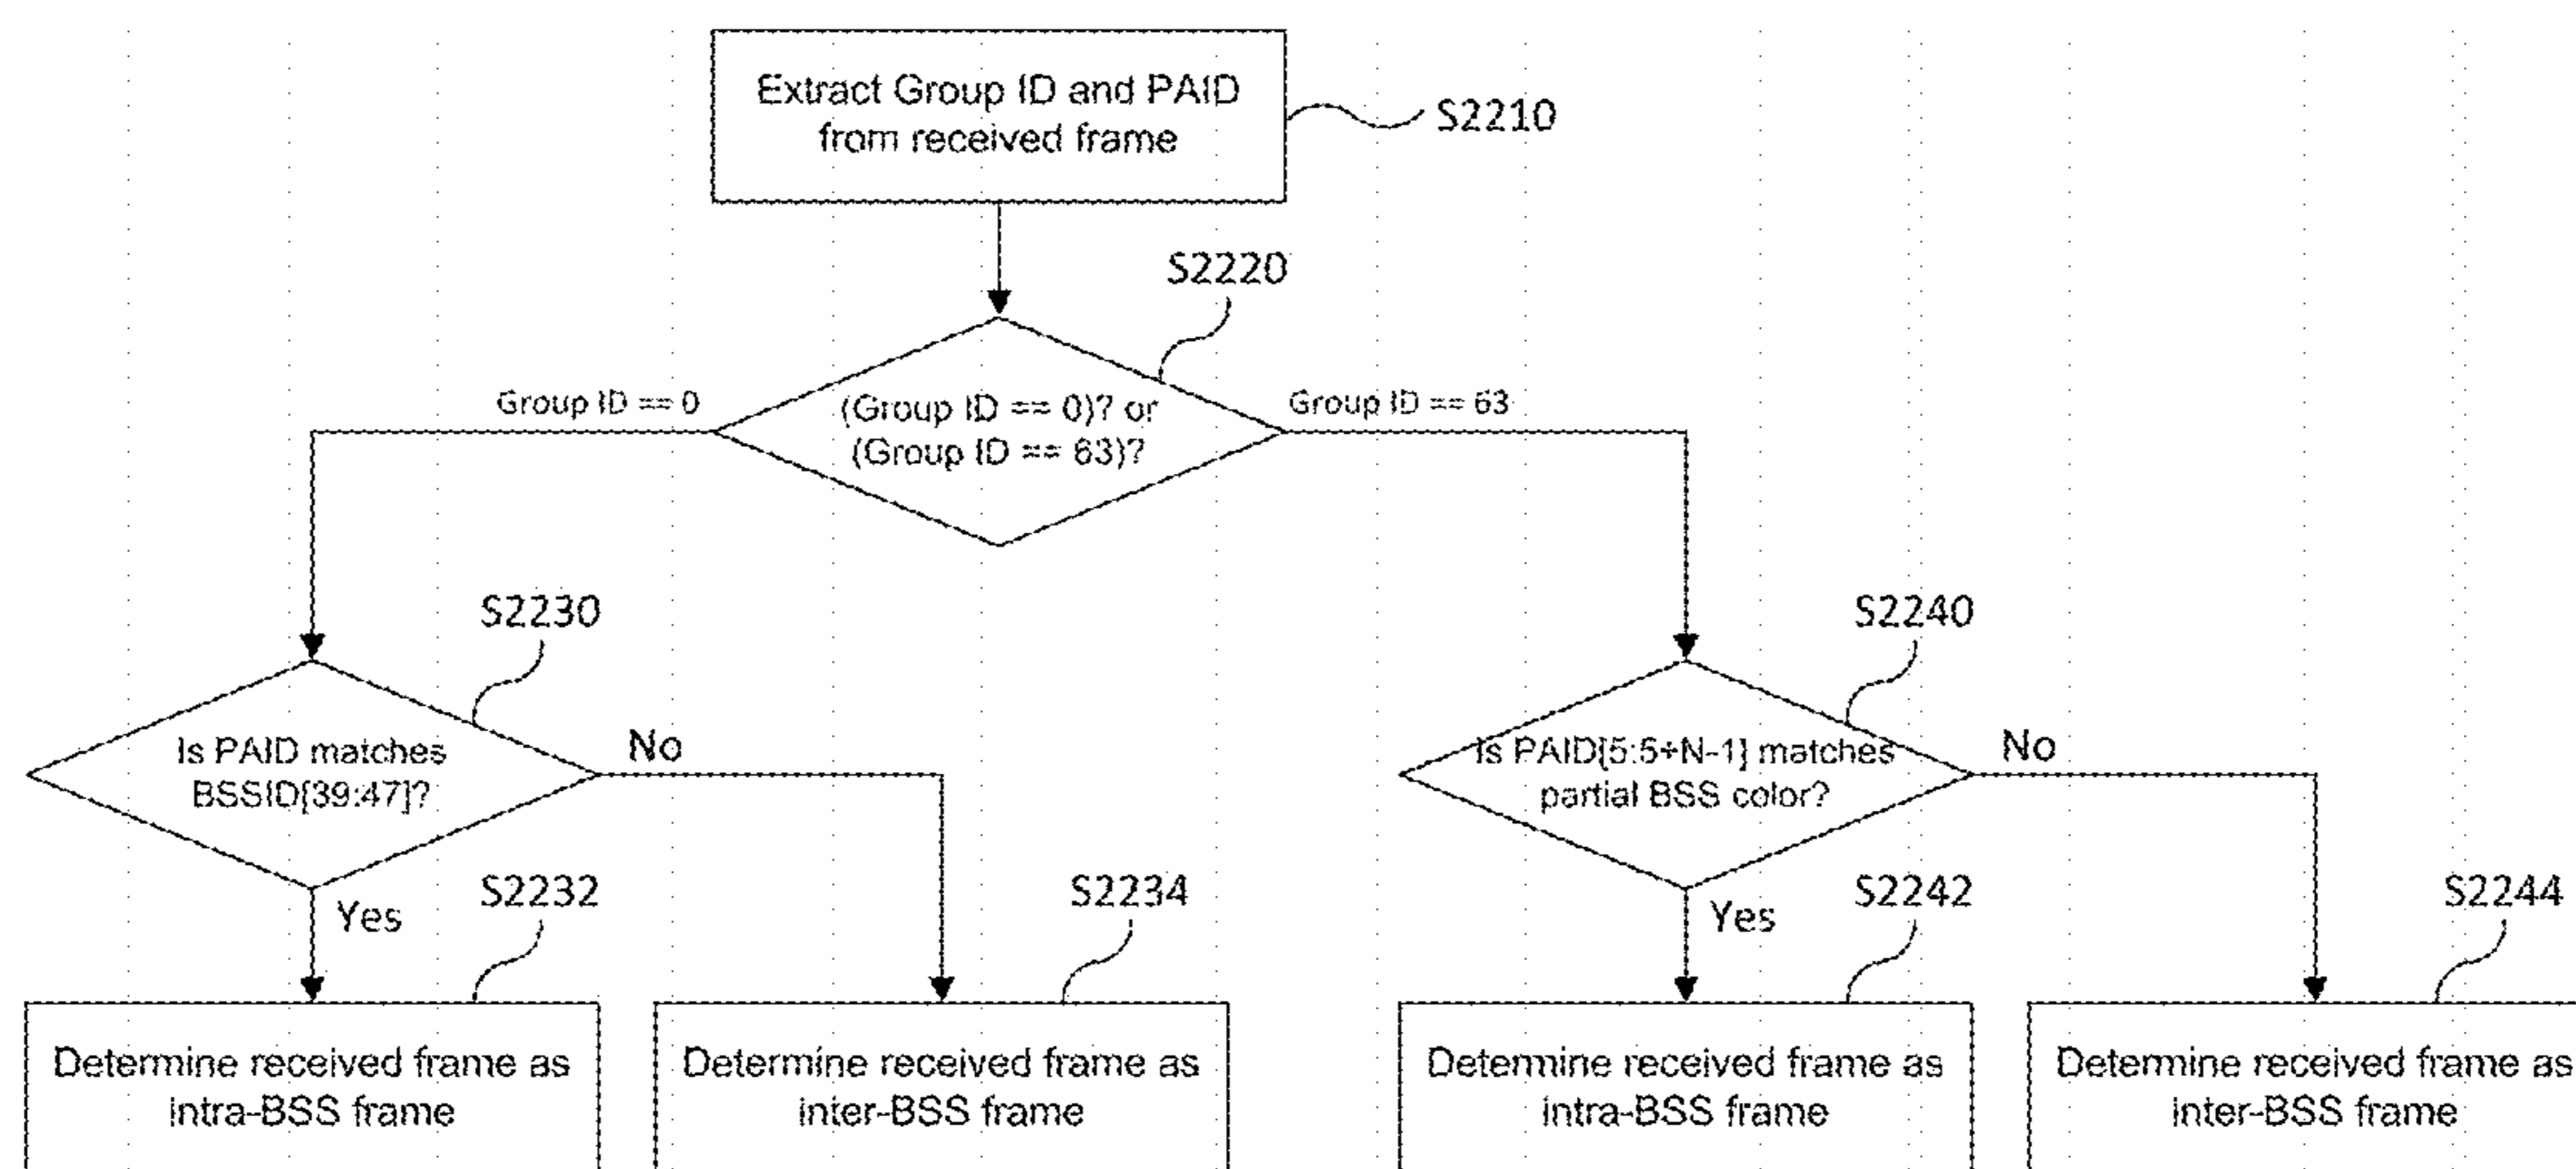 Extract Group ID and PAID
from received frame
S2210
S2220
Group ID == 0
(Group ID == 0)? or
(Group ID == 63)?
Group ID == 63
S2230
S2240
Is PAID matches
BSSID[39:47]?
No
Is PAID[5:5+N-1] matches
partial BSS color?
No
Yes
S2232
S2234
Yes
S2242
S2244
Determine received frame as
intra-BSS frame
Determine received frame as
inter-BSS frame
Determine received frame as
intra-BSS frame
Determine received frame as
inter-BSS frame